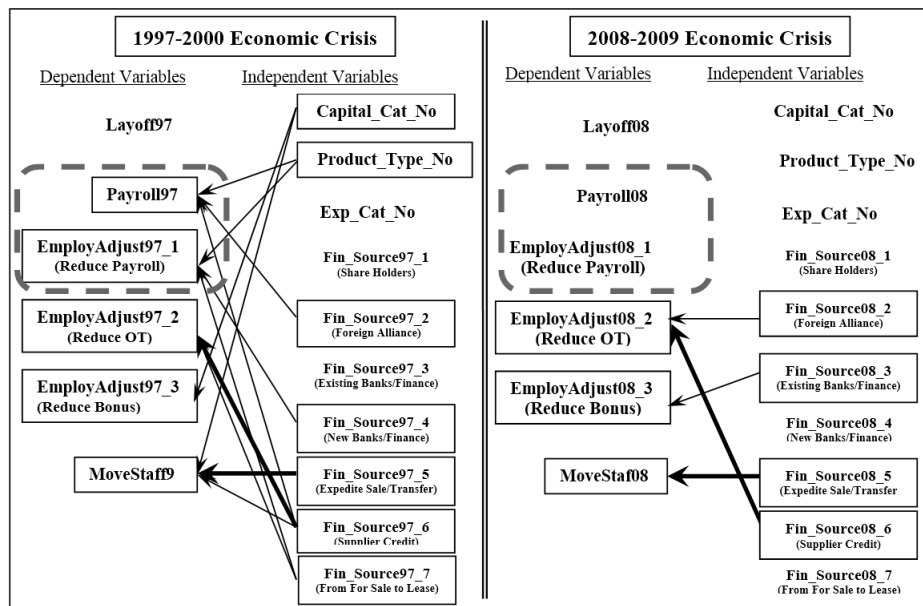 1997-2000 Economic Crisis
Dependent Variables
Independent Variables
Layoff97
Payroll97
EmployAdjust97_1
(Reduce Payroll)
EmployAdjust97_2
(Reduce OT)
EmployAdjust97_3
(Reduce Bonus)
MoveStaff9
Capital_Cat_No
Product_Type_No
Exp_Cat_No
Fin_Source97_1
(Share Holders)
Fin_Source97_2
(Foreign Alliance)
Fin_Source97_3
(Existing Banks/Finance)
Fin_Source97_4
(New Banks/Finance)
Fin_Source97_5
(Expedite Sale/Transfer)
Fin_Source97_6
(Supplier Credit)
Fin_Source97_7
(From For Sale to Lease)
2008-2009 Economic Crisis
Dependent Variables
Independent Variables
Layoff08
Payroll08
EmployAdjust08_1
(Reduce Payroll)
EmployAdjust08_2
(Reduce OT)
EmployAdjust08_3
(Reduce Bonus)
MoveStaf08
Capital_Cat_No
Product_Type_No
Exp_Cat_No
Fin_Source08_1
(Share Holders)
Fin_Source08_2
(Foreign Alliance)
Fin_Source08_3
(Existing Banks/Finance)
Fin_Source08_4
(New Banks/Finance)
Fin_Source08_5
(Expedite Sale/Transfer
Fin_Source08_6
(Supplier Credit)
Fin_Source08_7
(From For Sale to Lease)